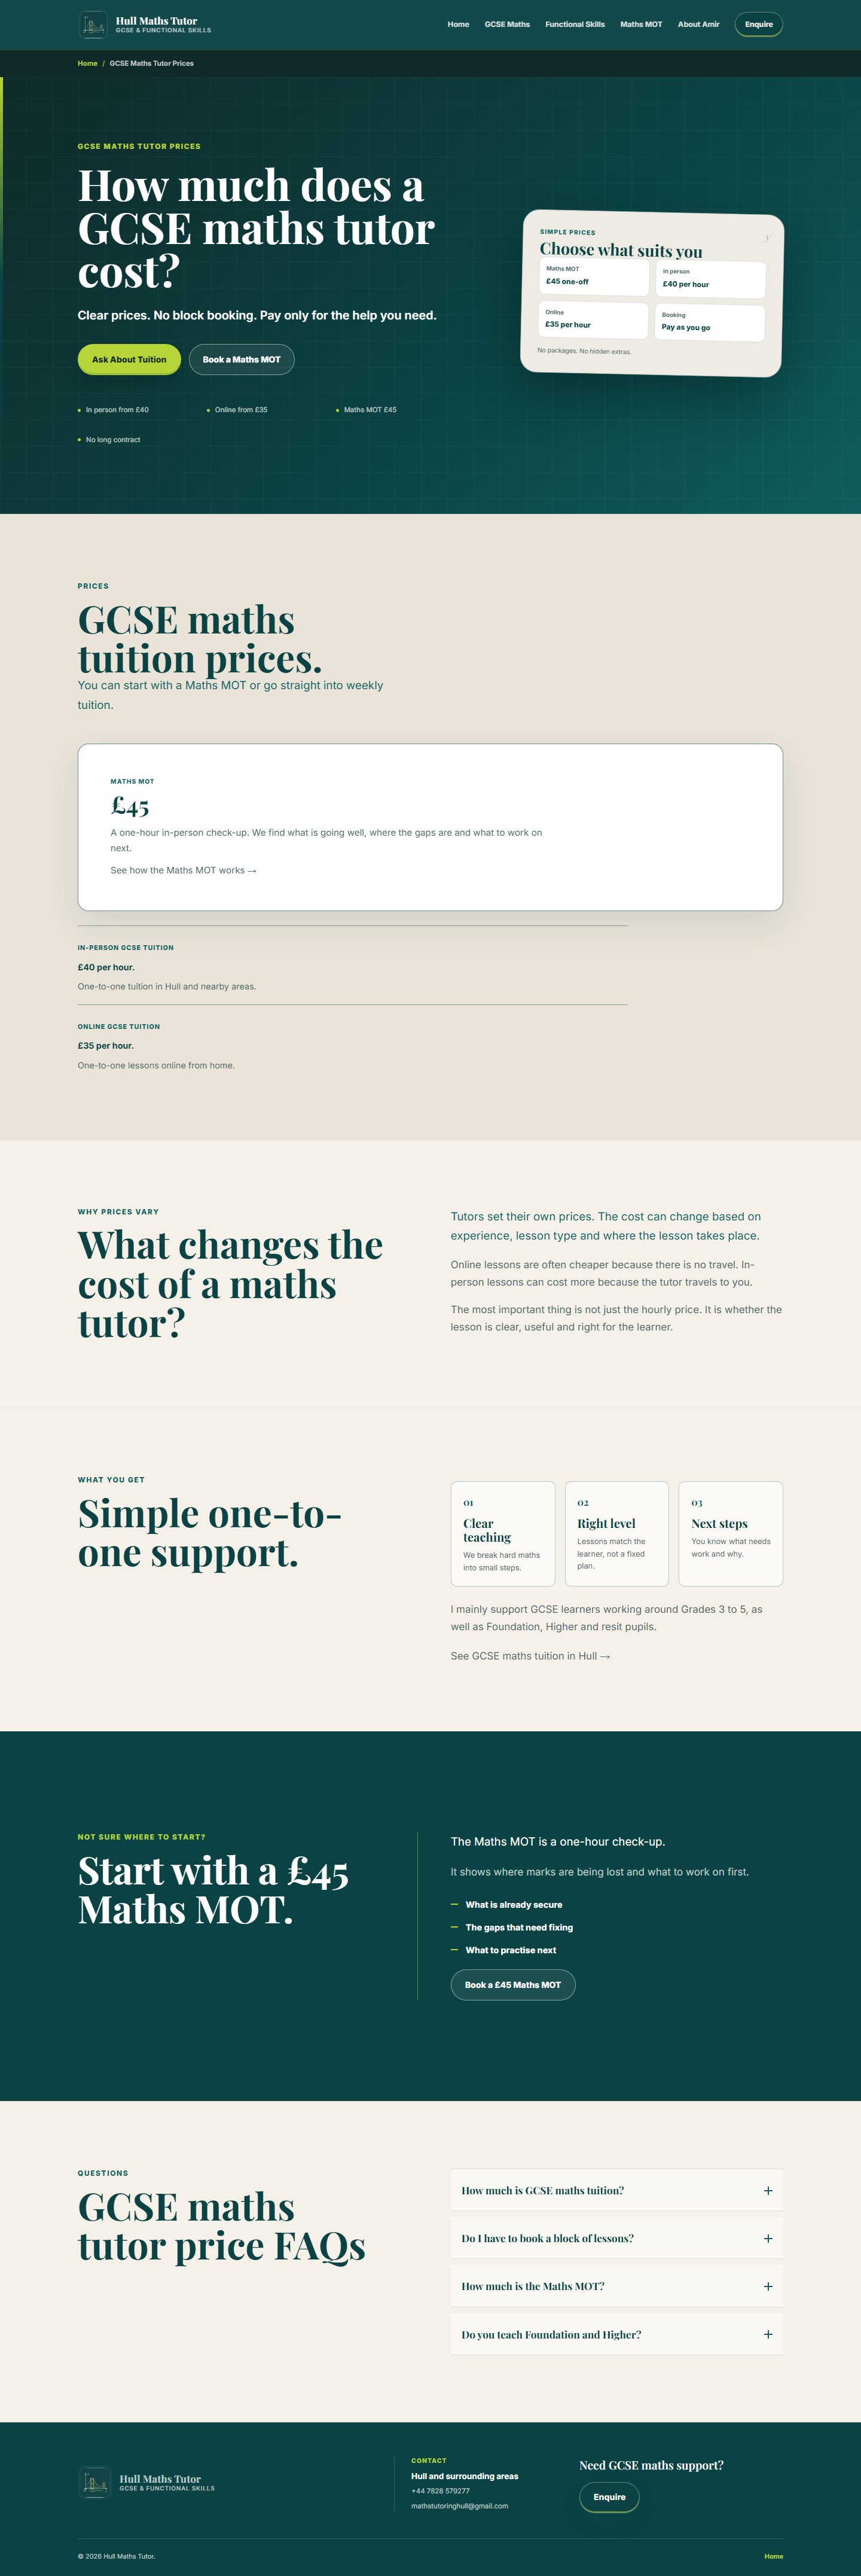 Hull Maths Tutor
GCSE & FUNCTIONAL SKILLS
Home
GCSE Maths
Functional Skills
Maths MOT
About Amir
Enquire
Home / GCSE Maths Tutor Prices
GCSE MATHS TUTOR PRICES
How much does a
GCSE maths tutor
cost?
Clear prices. No block booking. Pay only for the help you need.
Ask About Tuition
Book a Maths MOT
In person from £40
Online from £35
Maths MOT £45
No long contract
SIMPLE PRICES
y
Choose what suits you
Maths MOT
£45 one-off
In person
£40 per hour
Online
£35 per hour
Booking
Pay as you go
No packages. No hidden extras.
PRICES
GCSE maths
tuition prices.
You can start with a Maths MOT or go straight into weekly
tuition.
MATHS MOT
£45
A one-hour in-person check-up. We find what is going well, where the gaps are and what to work on
next.
See how the Maths MOT works →
IN-PERSON GCSE TUITION
£40 per hour.
One-to-one tuition in Hull and nearby areas.
ONLINE GCSE TUITION
£35 per hour.
One-to-one lessons online from home.
WHY PRICES VARY
What changes the
cost of a maths
tutor?
Tutors set their own prices. The cost can change based on
experience, lesson type and where the lesson takes place.
Online lessons are often cheaper because there is no travel. In-
person lessons can cost more because the tutor travels to you.
The most important thing is not just the hourly price. It is whether the
lesson is clear, useful and right for the learner.
WHAT YOU GET
Simple one-to-
one support.
01
Clear
teaching
We break hard maths
into small steps.
02
Right level
Lessons match the
learner, not a fixed
plan.
03
Next steps
You know what needs
work and why.
I mainly support GCSE learners working around Grades 3 to 5, as
well as Foundation, Higher and resit pupils.
See GCSE maths tuition in Hull →
NOT SURE WHERE TO START?
Start with a £45
Maths MOT.
The Maths MOT is a one-hour check-up.
It shows where marks are being lost and what to work on first.
What is already secure
The gaps that need fixing
What to practise next
Book a £45 Maths MOT
QUESTIONS
GCSE maths
tutor price FAQs
How much is GCSE maths tuition?
Do I have to book a block of lessons?
How much is the Maths MOT?
Do you teach Foundation and Higher?
Hull Maths Tutor
GCSE & FUNCTIONAL SKILLS
CONTACT
Hull and surrounding areas
+44 7828 579277
mathstutoringhull@gmail.com
Need GCSE maths support?
Enquire
© 2026 Hull Maths Tutor.
Home